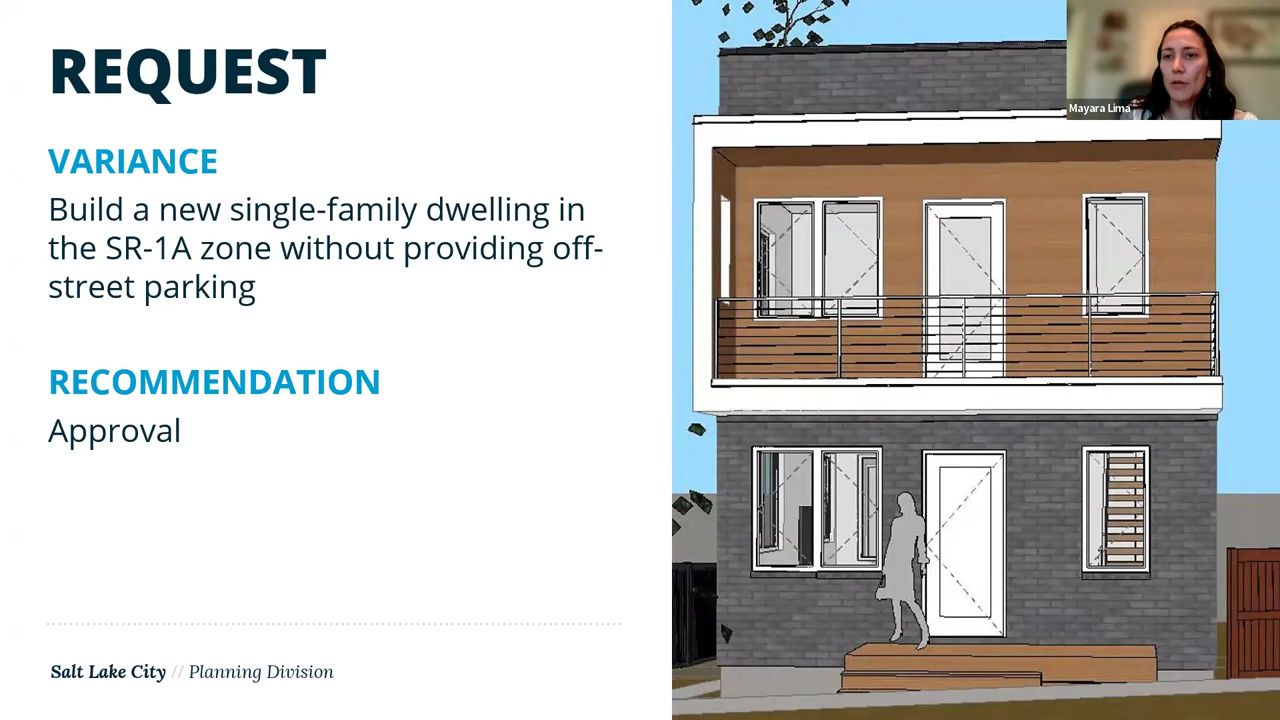 REQUEST
VARIANCE
Build a new single-family dwelling in
the SR-1A zone without providing off-
street parking
RECOMMENDATION
Approval
Salt Lake City // Planning Division
Mayara Lima